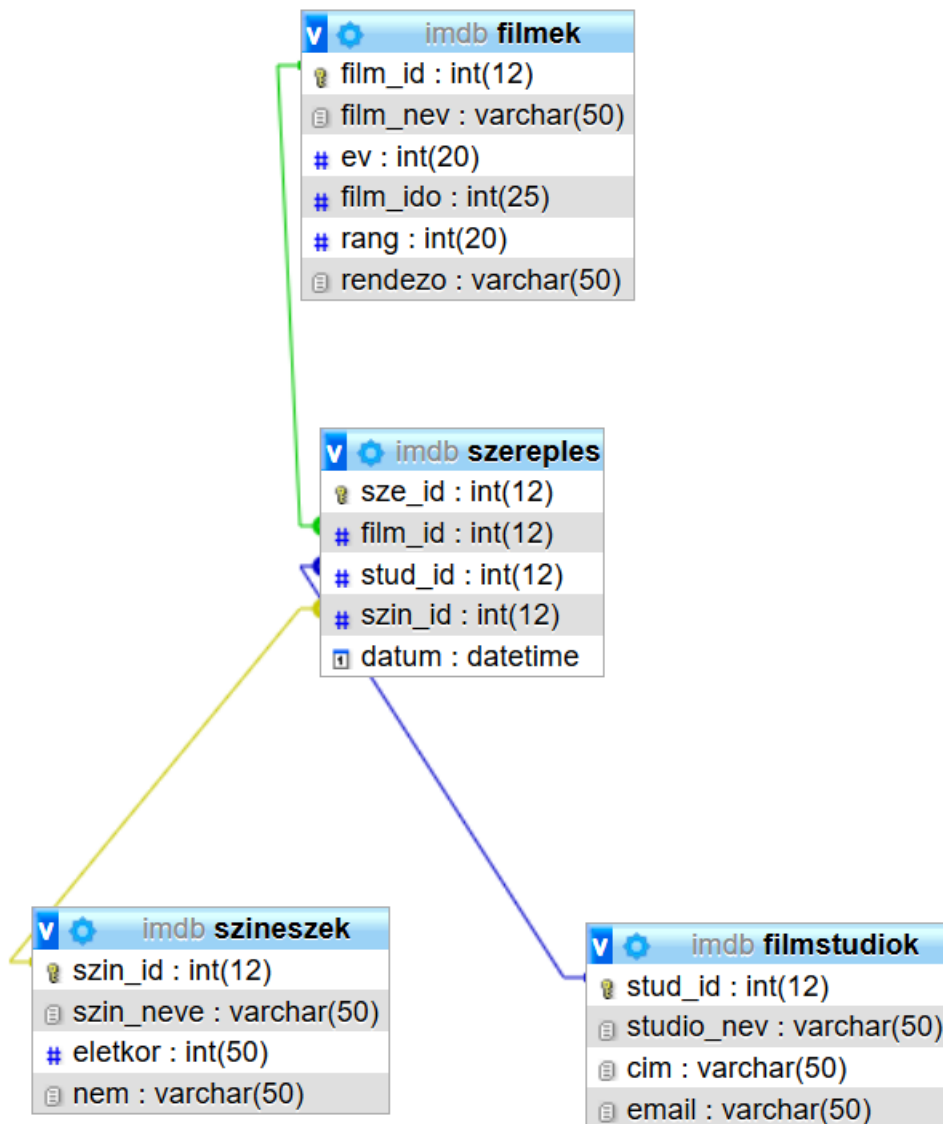 v imdb filmek
film_id : int(12)
film_nev : varchar(50)
# ev : int(20)
# film_ido : int(25)
# rang : int(20)
rendezo : varchar(50)
v imdb szereples
sze_id : int(12)
# film_id : int(12)
# stud_id : int(12)
# szin_id : int(12)
datum : datetime
v imdb szineszek
szin_id : int(12)
szin_neve : varchar(50)
# eletkor : int(50)
nem : varchar(50)
v imdb filmstudiok
stud_id : int(12)
studio_nev : varchar(50)
cim : varchar(50)
email : varchar(50)